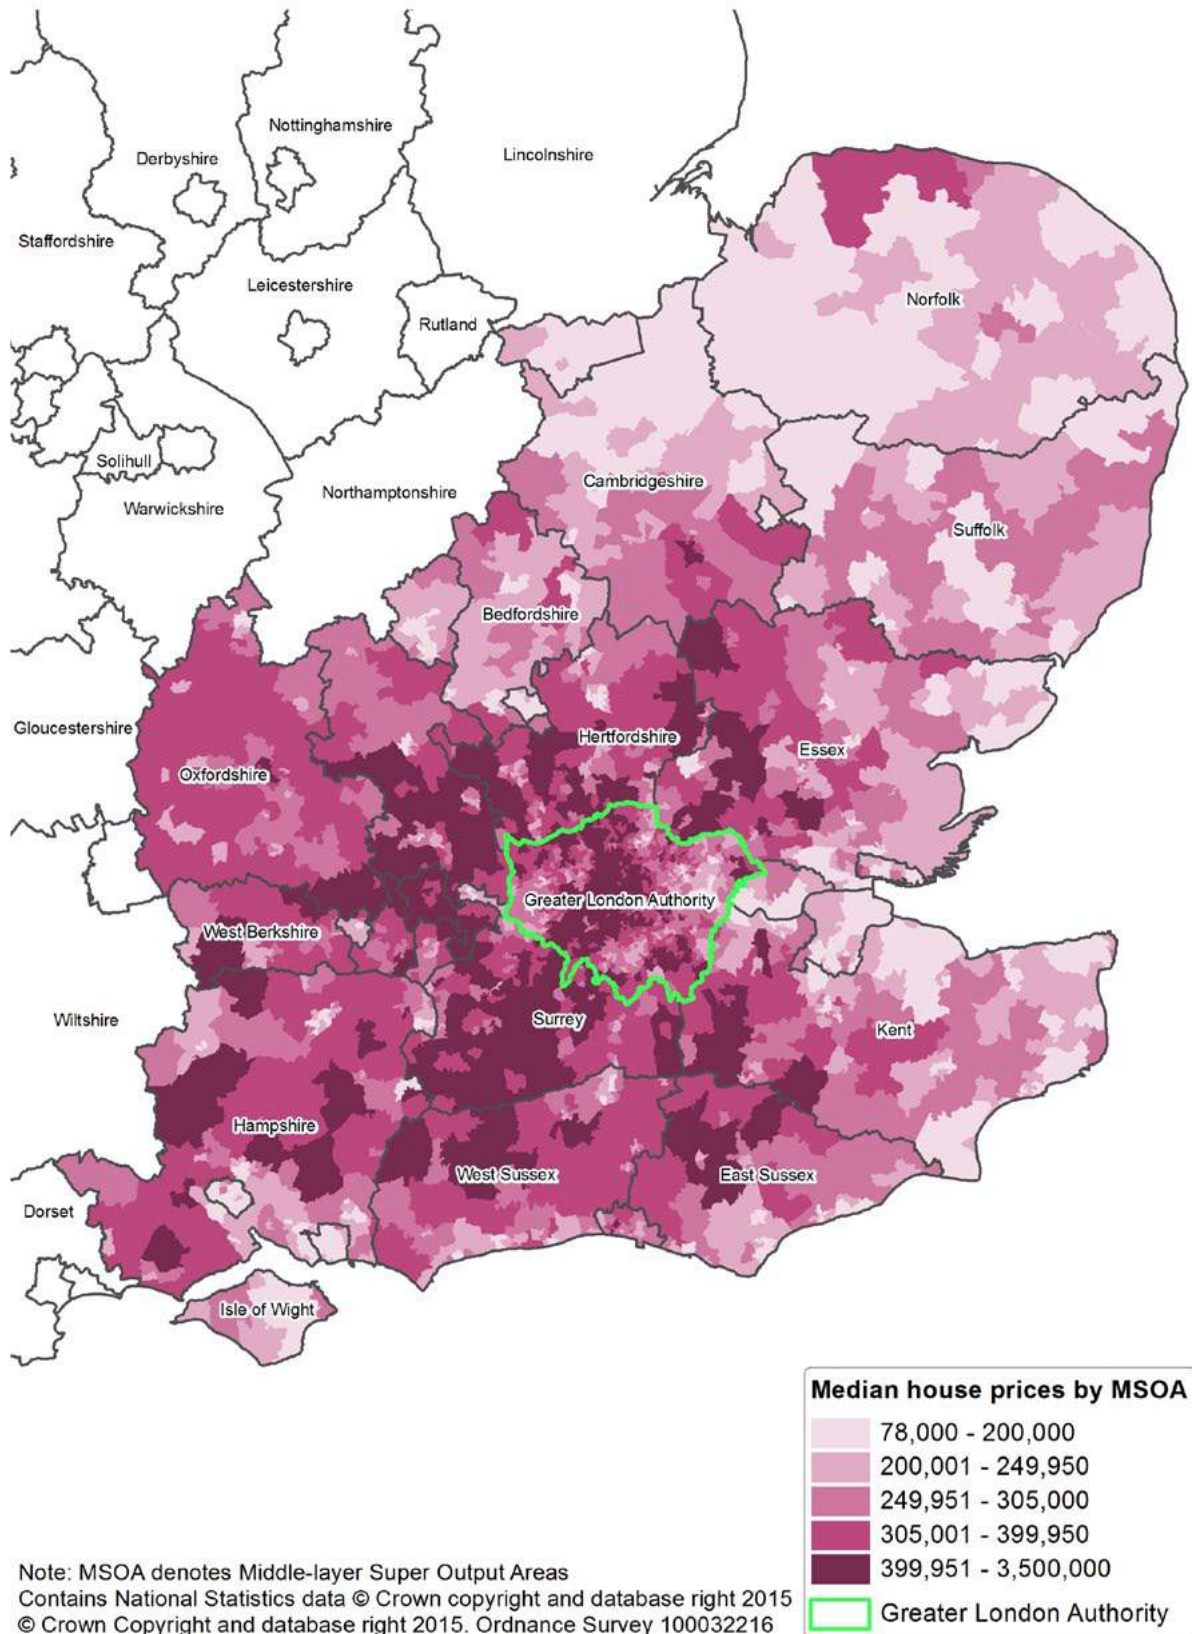 Nottinghamshire
Derbyshire
Lincolnshire
Staffordshire
Leicestershire
Rutland
Norfolk
Solihull
Warwickshire
Northamptonshire
Cambridgeshire
Suffolk
Bedfordshire
Gloucestershire
Hertfordshire
Essex
Oxfordshire
Greater London Authority
West Berkshire
Wiltshire
Surrey
Kent
Hampshire
West Sussex
East Sussex
Dorset
Isle of Wight
Median house prices by MSOA
78,000 - 200,000
200,001 - 249,950
249,951 - 305,000
305,001 - 399,950
399,951 - 3,500,000
Greater London Authority
Note: MSOA denotes Middle-layer Super Output Areas
Contains National Statistics data © Crown copyright and database right 2015
© Crown Copyright and database right 2015. Ordnance Survey 100032216